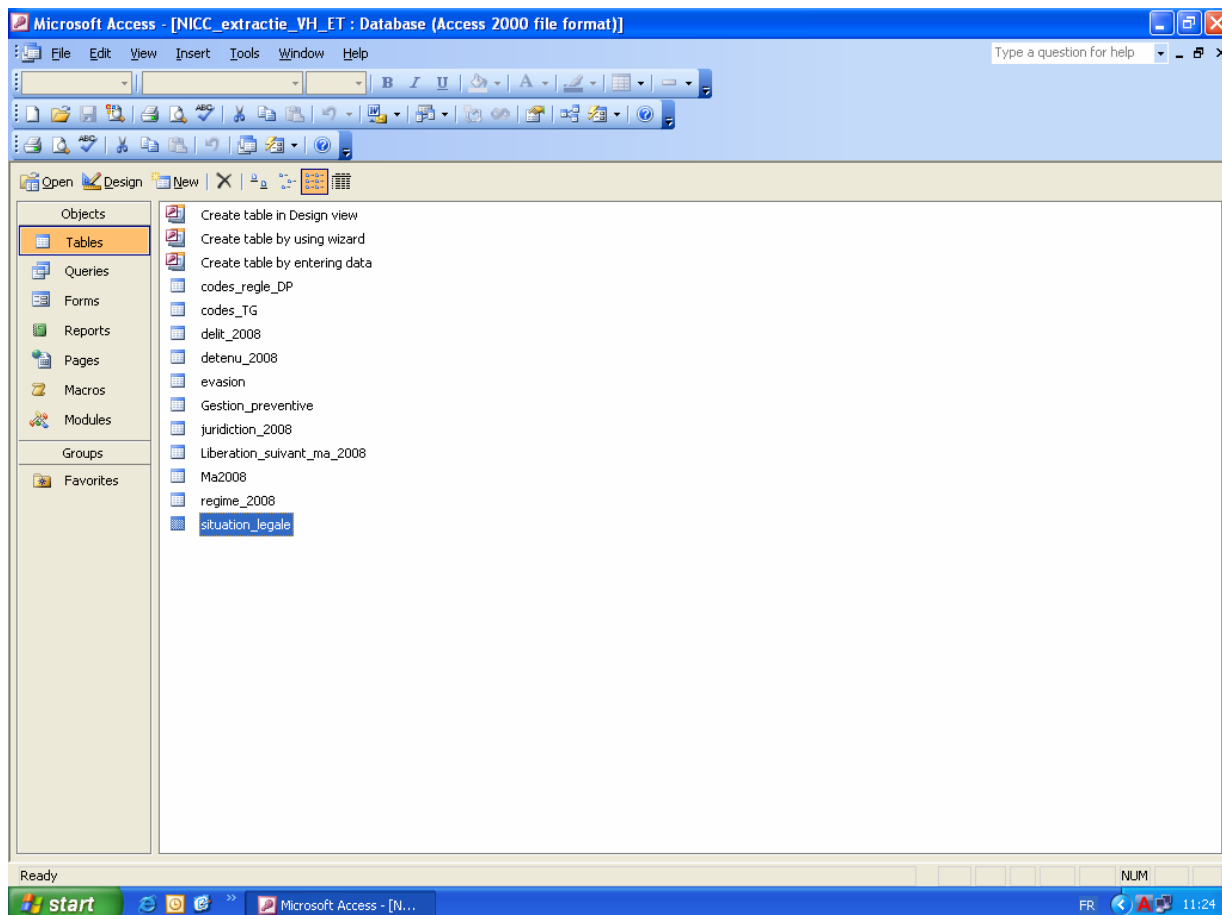 Microsoft Access - [NICC_extractie_VH_ET : Database (Access 2000 file format)]
File Edit View Insert Tools Window Help
Type a question for help
B I U A
ABC W
ABC
Open Design New
Objects
Tables
Queries
Forms
Reports
Pages
Macros
Modules
Groups
Favorites
Create table in Design view
Create table by using wizard
Create table by entering data
codes_regle_DP
codes_TG
delit_2008
detenu_2008
evasion
Gestion_preventive
juridiction_2008
Liberation_suivant_ma_2008
Ma2008
regime_2008
situation_legale
Ready
NUM
start
Microsoft Access - [N...
FR
11:24